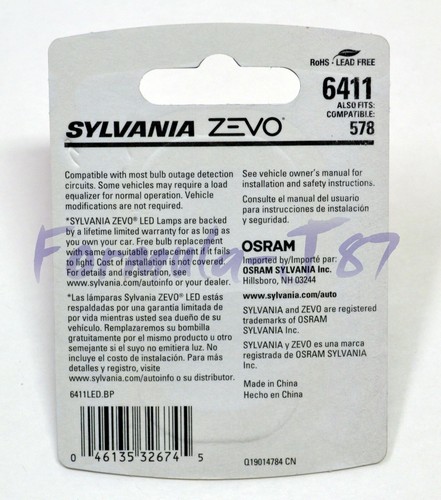 RoHS · LEAD FREE
6411
ALSO FITS:
COMPATIBLE:
578
SYLVANIA ZEVO®
Compatible with most bulb outage detection
circuits. Some vehicles may require a load
equalizer for normal operation. Vehicle
modifications are not required.
*SYLVANIA ZEVO® LED Lamps are backed
by a lifetime limited warranty for as long as
you own your car. Free bulb replacement
with same or suitable replacement if it fails
to light. Cost of installation is not covered.
For details and registration, see
www.sylvania.com/autoinfo or your dealer.
*Las lámparas Sylvania ZEVO® LED estás
respaldadas por una garantía limitada de
por vida mientras usted sea dueño de su
vehículo. Remplazaremos su bombilla
gratuitamente por el mismo producto u otro
semejante si el suyo no emitiera luz. No
incluye el costo de instalación. Para más
detalles y registro, visite
www.sylvania.com/autoinfo o su distributor.
6411LED.BP
0 46135 32674 5
See vehicle owner's manual for
installation and safety instructions.
Consulte el manual del usuario
para instrucciones de instalación
y seguridad.
OSRAM
Imported by/Importé par:
OSRAM SYLVANIA Inc.
Hillsboro, NH 03244
www.sylvania.com/auto
SYLVANIA and ZEVO are registered
trademarks of OSRAM
SYLVANIA Inc.
SYLVANIA y ZEVO es una marca
registrada de OSRAM SYLVANIA
Inc.
Made in China
Hecho en China
Q19014784 CN
Formula-T87